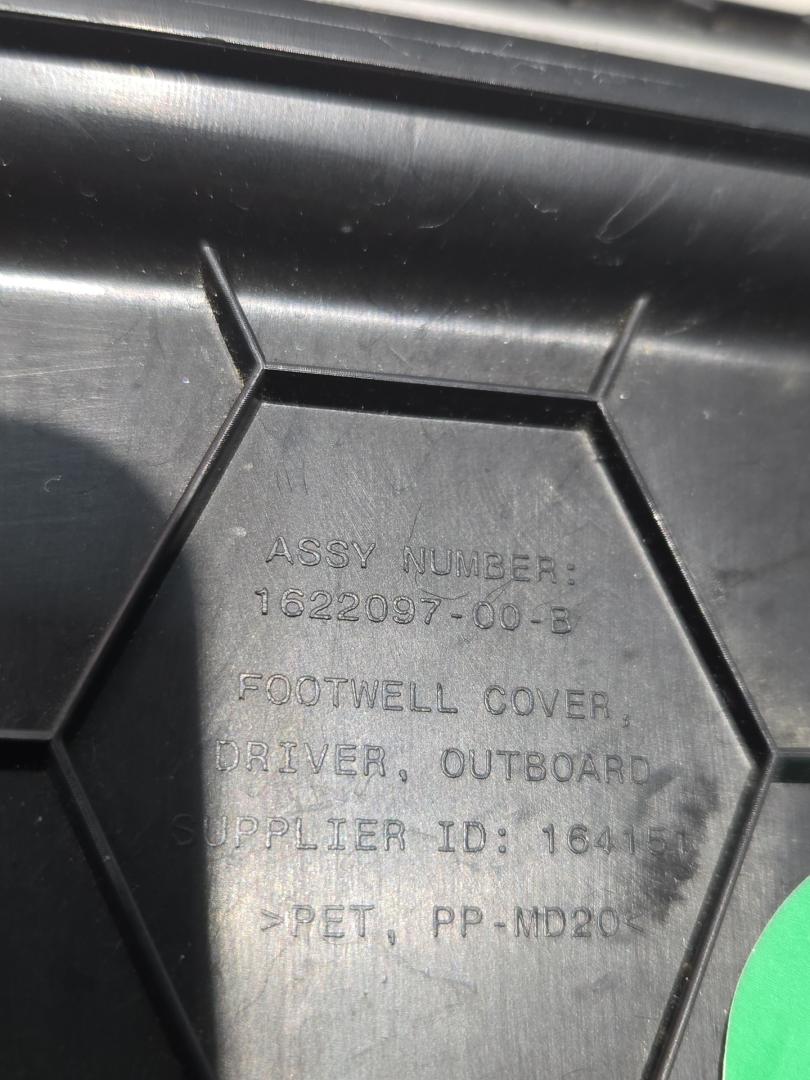 ASSY NUMBER:
1622097-00-B
FOOTWELL COVER,
DRIVER, OUTBOARD
SUPPLIER ID: 164151
>PET, PP-MD20<